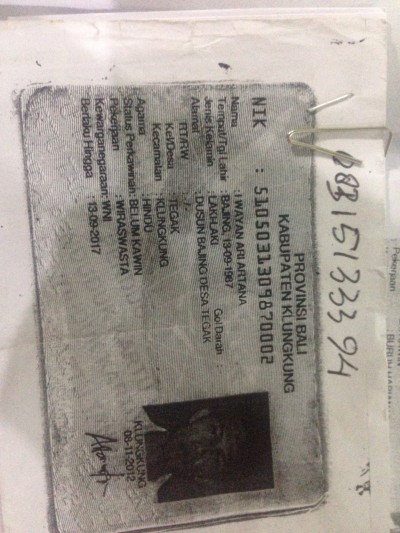 PROVINSI BALI
KABUPATEN KLUNGKUNG
NIK : 5105031309870002
Nama : I WAYAN ARI ARTANA
Tempat/Tgl Lahir : BAJING, 13-09-1987
Jenis Kelamin : LAKI-LAKI Gol Darah :
Alamat : DUSUN BAJING DESA TEGAK
RT/RW : -/-
Kel/Desa : TEGAK
Kecamatan : KLUNGKUNG
Agama : HINDU
Status Perkawinan: BELUM KAWIN
Pekerjaan : WIRASWASTA
Kewarganegaraan: WNI
Berlaku Hingga : 13-09-2017
KLUNGKUNG
08-11-2012
Pekerjaan